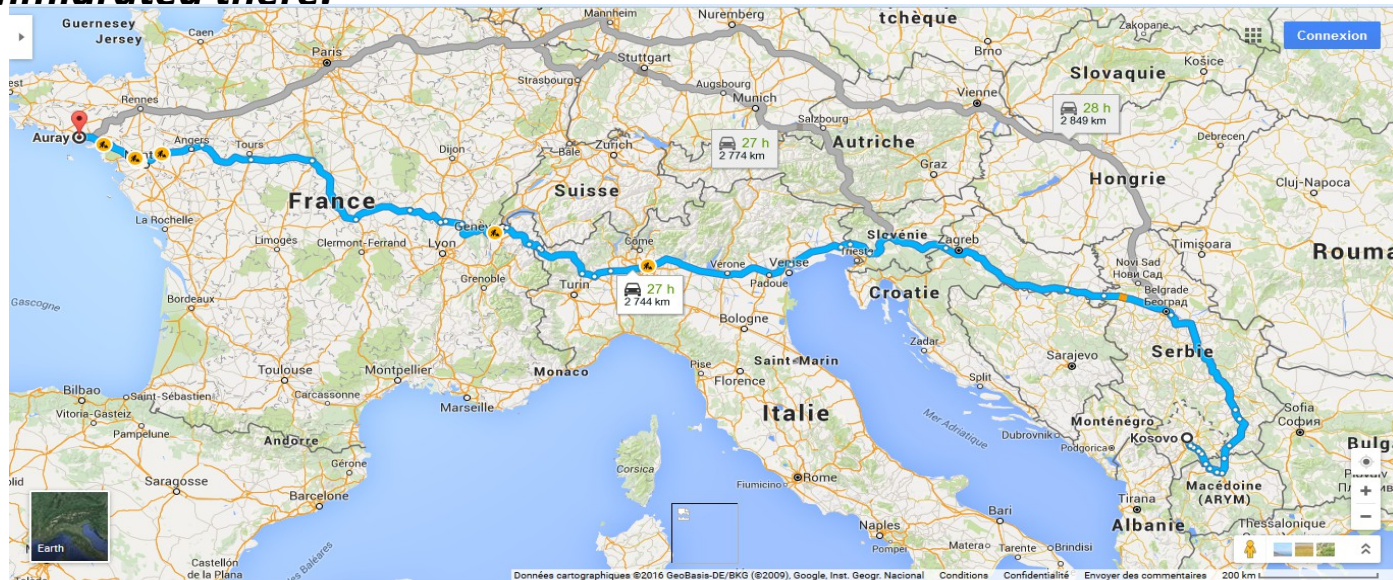 Guernesey
Jersey
Caen
Paris
Mannheim
Nuremberg
tchèque
Brno
Zakopane
Connexion
Košice
Slovaquie
Strasbourg
Stuttgart
Augsbourg
Munich
Salzbourg
Vienne
28 h
2 849 km
Debrecen
Rennes
Auray
Angers
Tours
Dijon
Bâle
Zurich
27 h
2 774 km
Autriche
Graz
Hongrie
Cluj-Napoca
Suisse
France
La Rochelle
Limoges
Clermont-Ferrand
Lyon
Genève
Grenoble
Côme
Turin
Vérone
Padoue
Venise
Trieste
Slovénie
Zagreb
Timișoara
Roum
27 h
2 744 km
Croatie
Novi Sad
Нови Сад
Belgrade
Београд
Gascogne
Bordeaux
Bologne
Zadar
Sarajevo
Serbie
Toulouse
Montpellier
Monaco
Pise
Saint-Marin
Florence
Split
Bilbao
Saint-Sébastien
Carcassonne
Marseille
Vitoria-Gasteiz
Pampelune
Andorre
Italie
Mer Adriatique
Dubrovnik
Monténégro
Podgorica
Kosovo
Sofia
София
Bulg
Gérone
Corsica
Saragosse
Barcelone
Fiumicino
Rome
Macédoine
(ARYM)
Tirana
Albanie
Bari
Naples
Pompei
Matera
Tarente
Brindisi
Thessalonique
Earth
Castellón
de la Plana
Baléares
Données cartographiques ©2016 GeoBasis-DE/BKG (©2009), Google, Inst. Geogr. Nacional
Conditions
Confidentialité
Envoyer des commentaires
200 km